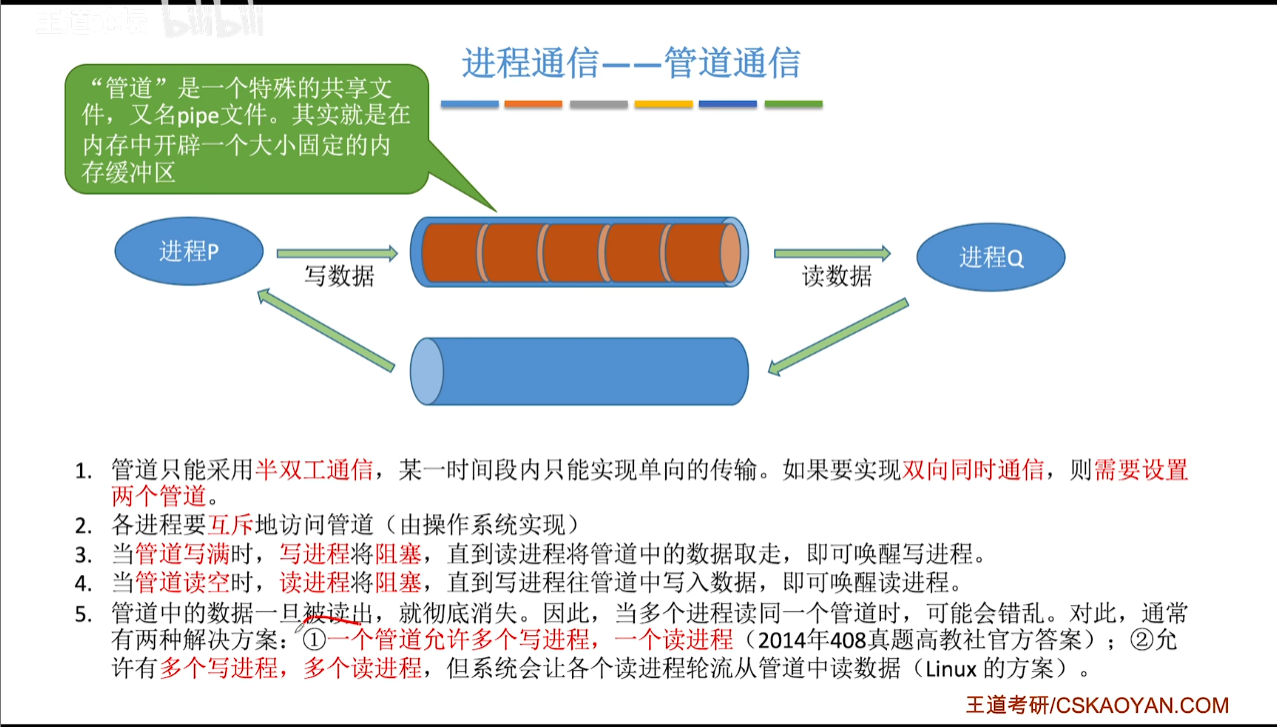 王道论坛 bilibili
进程通信——管道通信
“管道”是一个特殊的共享文
件，又名pipe文件。其实就是在
内存中开辟一个大小固定的内
存缓冲区
进程P
写数据
读数据
进程Q
1. 管道只能采用半双工通信，某一时间段内只能实现单向的传输。如果要实现双向同时通信，则需要设置
两个管道。
2. 各进程要互斥地访问管道（由操作系统实现）
3. 当管道写满时，写进程将阻塞，直到读进程将管道中的数据取走，即可唤醒写进程。
4. 当管道读空时，读进程将阻塞，直到写进程往管道中写入数据，即可唤醒读进程。
5. 管道中的数据一旦被读出，就彻底消失。因此，当多个进程读同一个管道时，可能会错乱。对此，通常
有两种解决方案：①一个管道允许多个写进程，一个读进程（2014年408真题高教社官方答案）；②允
许有多个写进程，多个读进程，但系统会让各个读进程轮流从管道中读数据（Linux 的方案）。
王道考研/CSKAOYAN.COM